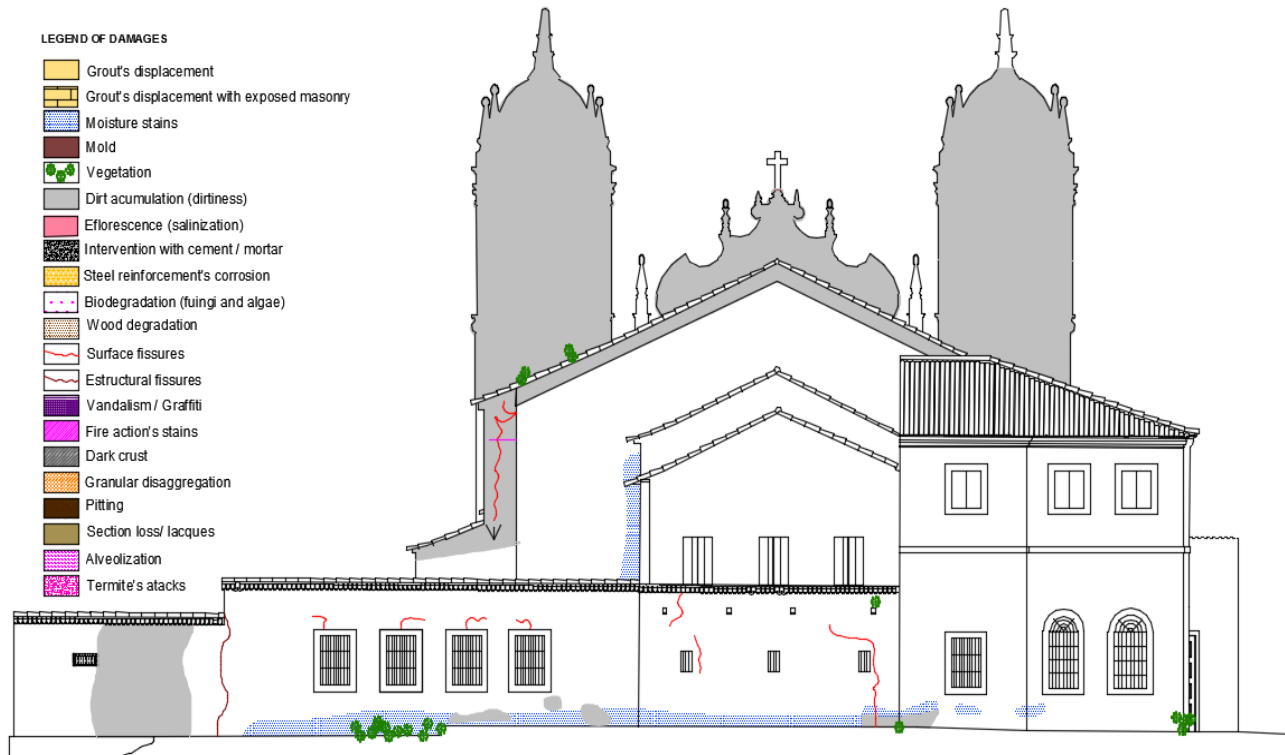 LEGEND OF DAMAGES
Grout's displacement
Grout's displacement with exposed masonry
Moisture stains
Mold
Vegetation
Dirt acumulation (dirtiness)
Eflorescence (salinization)
Intervention with cement / mortar
Steel reinforcement's corrosion
Biodegradation (fuingi and algae)
Wood degradation
Surface fissures
Estructural fissures
Vandalism / Graffiti
Fire action's stains
Dark crust
Granular disaggregation
Pitting
Section loss/ lacques
Alveolization
Termite's atacks